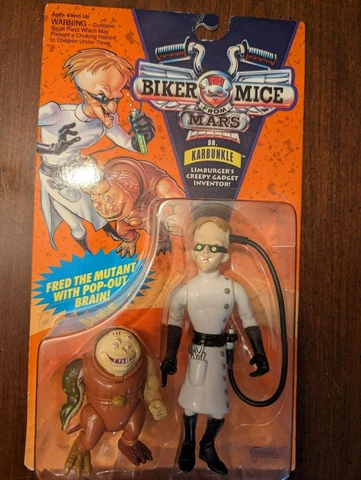 Ages 4 and Up
WARNING - Contains
Small Parts Which May
Present a Choking Hazard
to Children Under Three.
BIKER MICE
FROM
MARS
DR.
KARBUNKLE
LIMBURGER'S
CREEPY GADGET
INVENTOR!
FRED THE MUTANT
WITH POP-OUT
BRAIN!